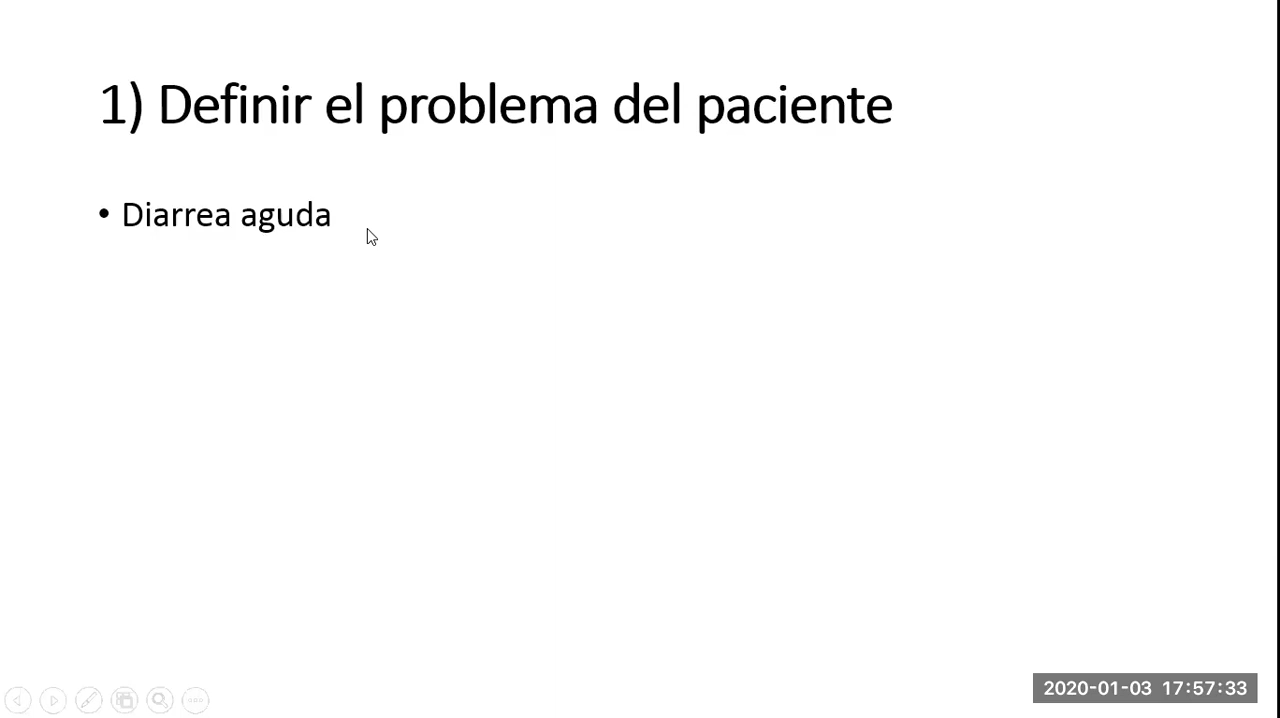 1) Definir el problema del paciente
• Diarrea aguda
2020-01-03 17:57:33